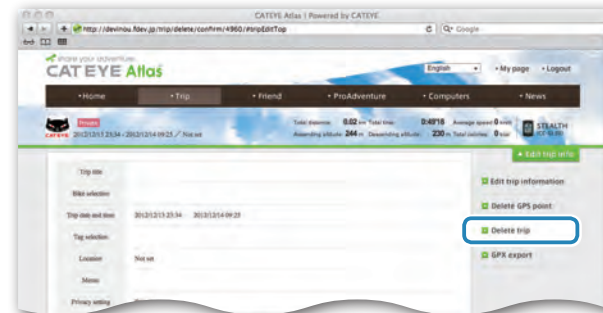 CATEYE Atlas | Powered by CATEYE
http://devinou.fdev.jp/trip/delete/confirm/4960/#tripEditTop
Google
share your adventure.
CATEYE Atlas
English
My page
Logout
Home
Trip
Friend
ProAdventure
Computers
News
CATEYE
Private
2012/12/13 23:34 - 2012/12/14 09:25 / Not set
Total distance 0.02 km Total time 0:49'16 Average speed 0 km/h
Ascending altitude 244 m Descending altitude 230 m Total calories 0 kcal
STEALTH
Edit trip info
Trip title
Bike selection
Trip date and time 2012/12/13 23:34 2012/12/14 09:25
Tag selection
Location Not set
Memo
Privacy setting
Edit trip information
Delete GPS point
Delete trip
GPX export